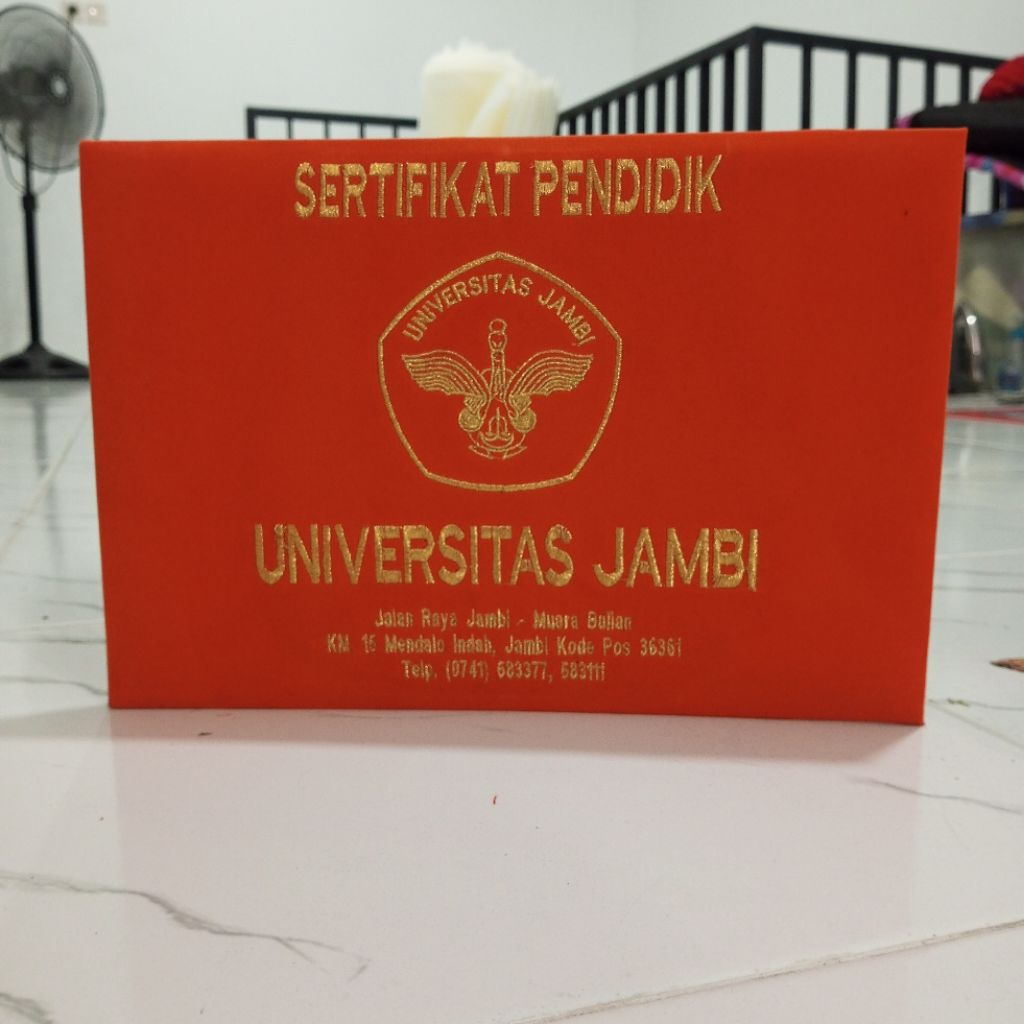 SERTIFIKAT PENDIDIK
UNIVERSITAS JAMBI
UNIVERSITAS JAMBI
Jalan Raya Jambi - Muara Bulian
KM. 15 Mendalo Indah, Jambi Kode Pos 36361
Telp. (0741) 583377, 583111